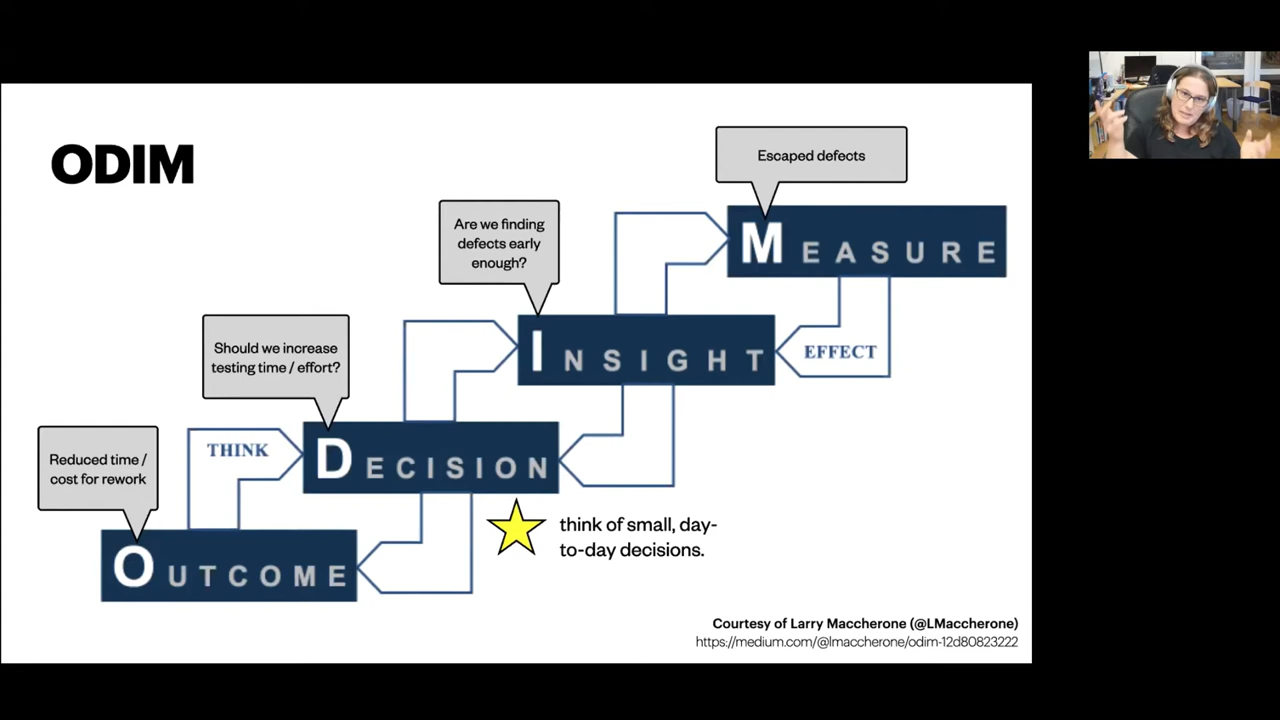 ODIM
Escaped defects
MEASURE
Are we finding
defects early
enough?
INSIGHT
EFFECT
Should we increase
testing time / effort?
THINK
DECISION
Reduced time /
cost for rework
OUTCOME
think of small, day-
to-day decisions.
Courtesy of Larry Maccherone (@LMaccherone)
https://medium.com/@lmaccherone/odim-12d80823222